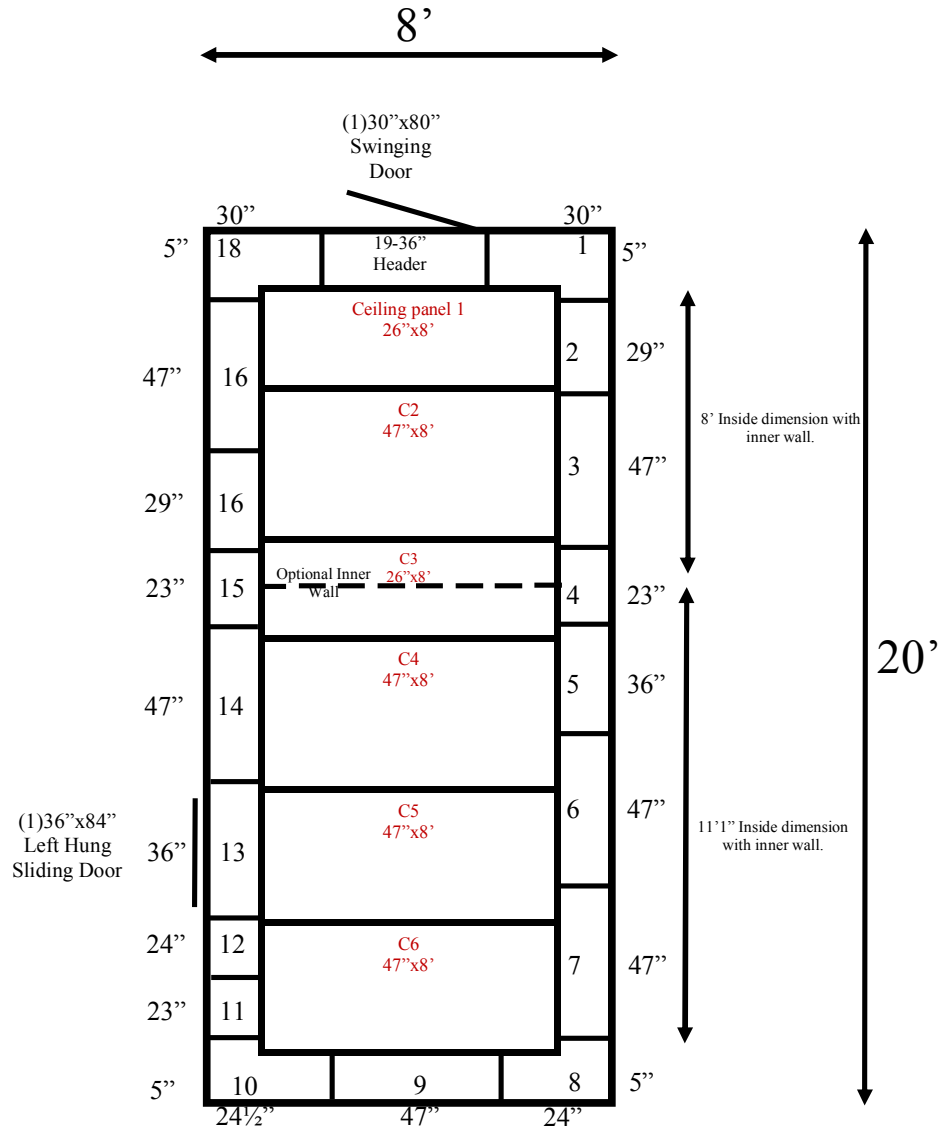 8’
(1)30”x80”
Swinging
Door
30”
30”
5”
18
19-36”
Header
1
5”
Ceiling panel 1
26”x8’
2
29”
47”
16
C2
47”x8’
8’ Inside dimension with
inner wall.
3
47”
29”
16
C3
26”x8’
Optional Inner
Wall
23”
15
4
23”
20’
C4
47”x8’
5
36”
47”
14
C5
47”x8’
6
47”
(1)36”x84”
Left Hung
Sliding Door
36”
13
11’1” Inside dimension
with inner wall.
24”
12
C6
47”x8’
7
47”
23”
11
5”
10
9
8
5”
24½”
47”
24”